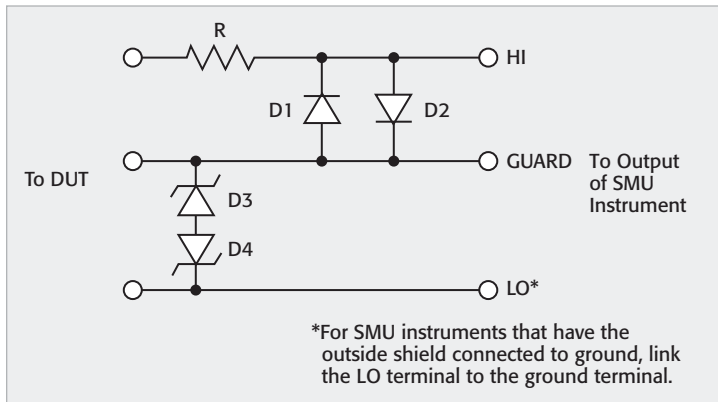 R
HI
D1
D2
To DUT
GUARD
To Output
of SMU
Instrument
D3
D4
LO*
*For SMU instruments that have the
outside shield connected to ground, link
the LO terminal to the ground terminal.